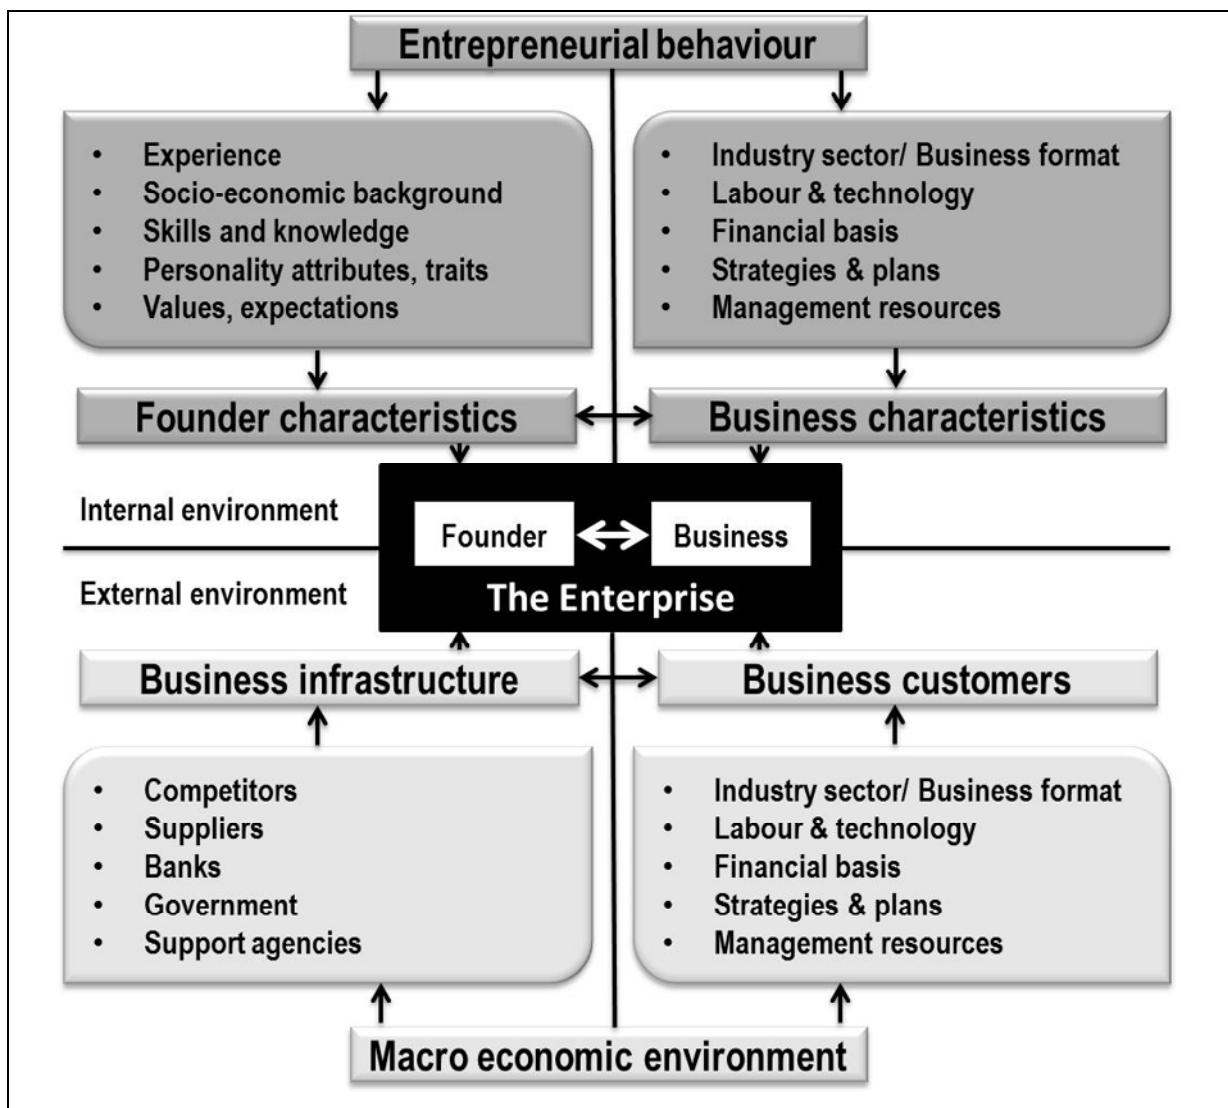 Entrepreneurial behaviour
• Experience
• Socio-economic background
• Skills and knowledge
• Personality attributes, traits
• Values, expectations
• Industry sector/ Business format
• Labour & technology
• Financial basis
• Strategies & plans
• Management resources
Founder characteristics
Business characteristics
Internal environment
External environment
Founder
Business
The Enterprise
Business infrastructure
Business customers
• Competitors
• Suppliers
• Banks
• Government
• Support agencies
• Industry sector/ Business format
• Labour & technology
• Financial basis
• Strategies & plans
• Management resources
Macro economic environment